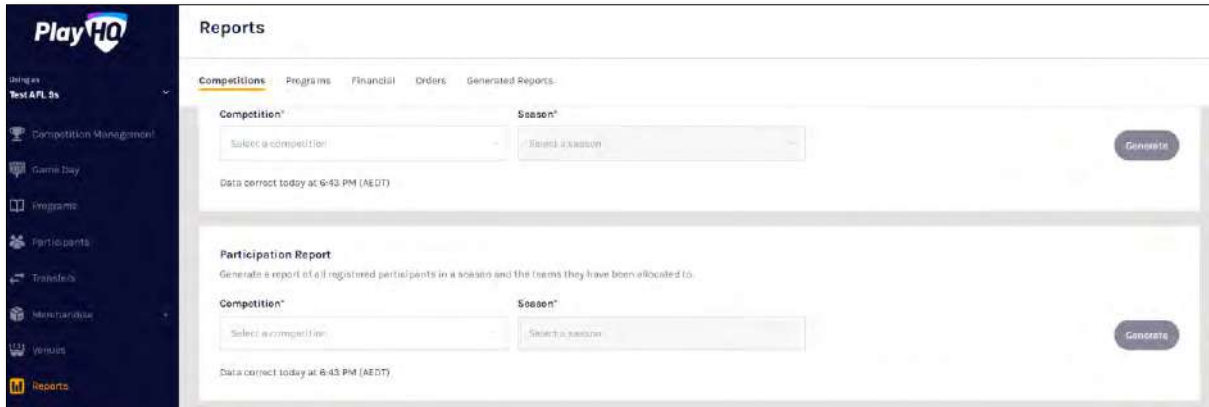 PlayHQ
Using as
Test AFL 9s
Competition Management
Game Day
Programs
Participants
Transfers
Merchandise
Venues
Reports
Reports
Competitions Programs Financial Orders Generated Reports
Competition* Season*
Select a competition Select a season
Generate
Data correct today at 6:43 PM (AEDT)
Participation Report
Generate a report of all registered participants in a season and the teams they have been allocated to.
Competition* Season*
Select a competition Select a season
Generate
Data correct today at 6:43 PM (AEDT)